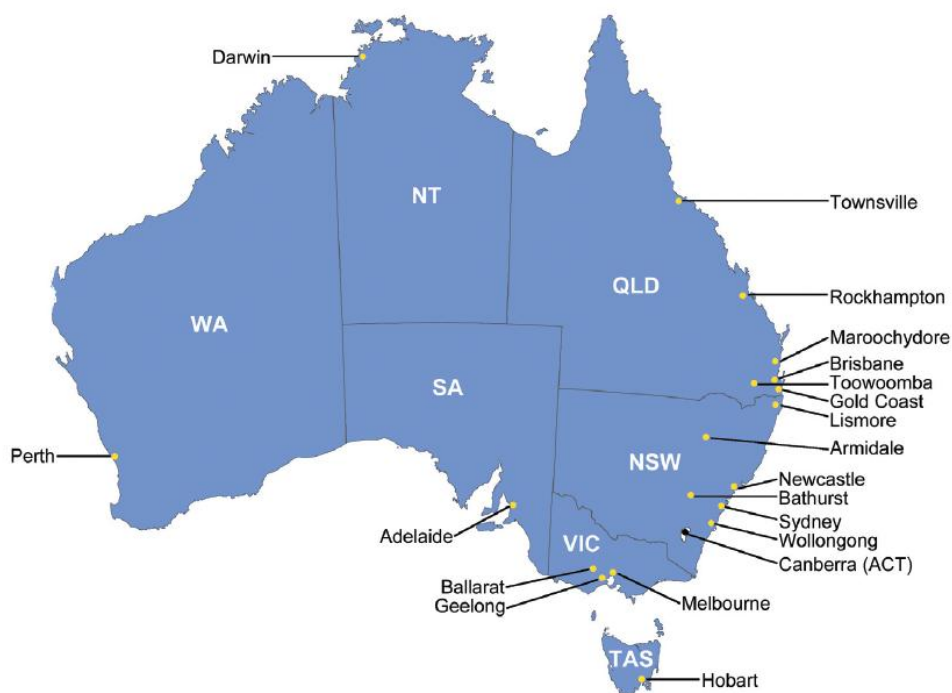 Darwin
NT
Townsville
QLD
Rockhampton
WA
Maroochydore
Brisbane
SA
Toowoomba
Gold Coast
Lismore
Armidale
Perth
NSW
Newcastle
Bathurst
Sydney
Adelaide
VIC
Wollongong
Canberra (ACT)
Ballarat
Geelong
Melbourne
TAS
Hobart